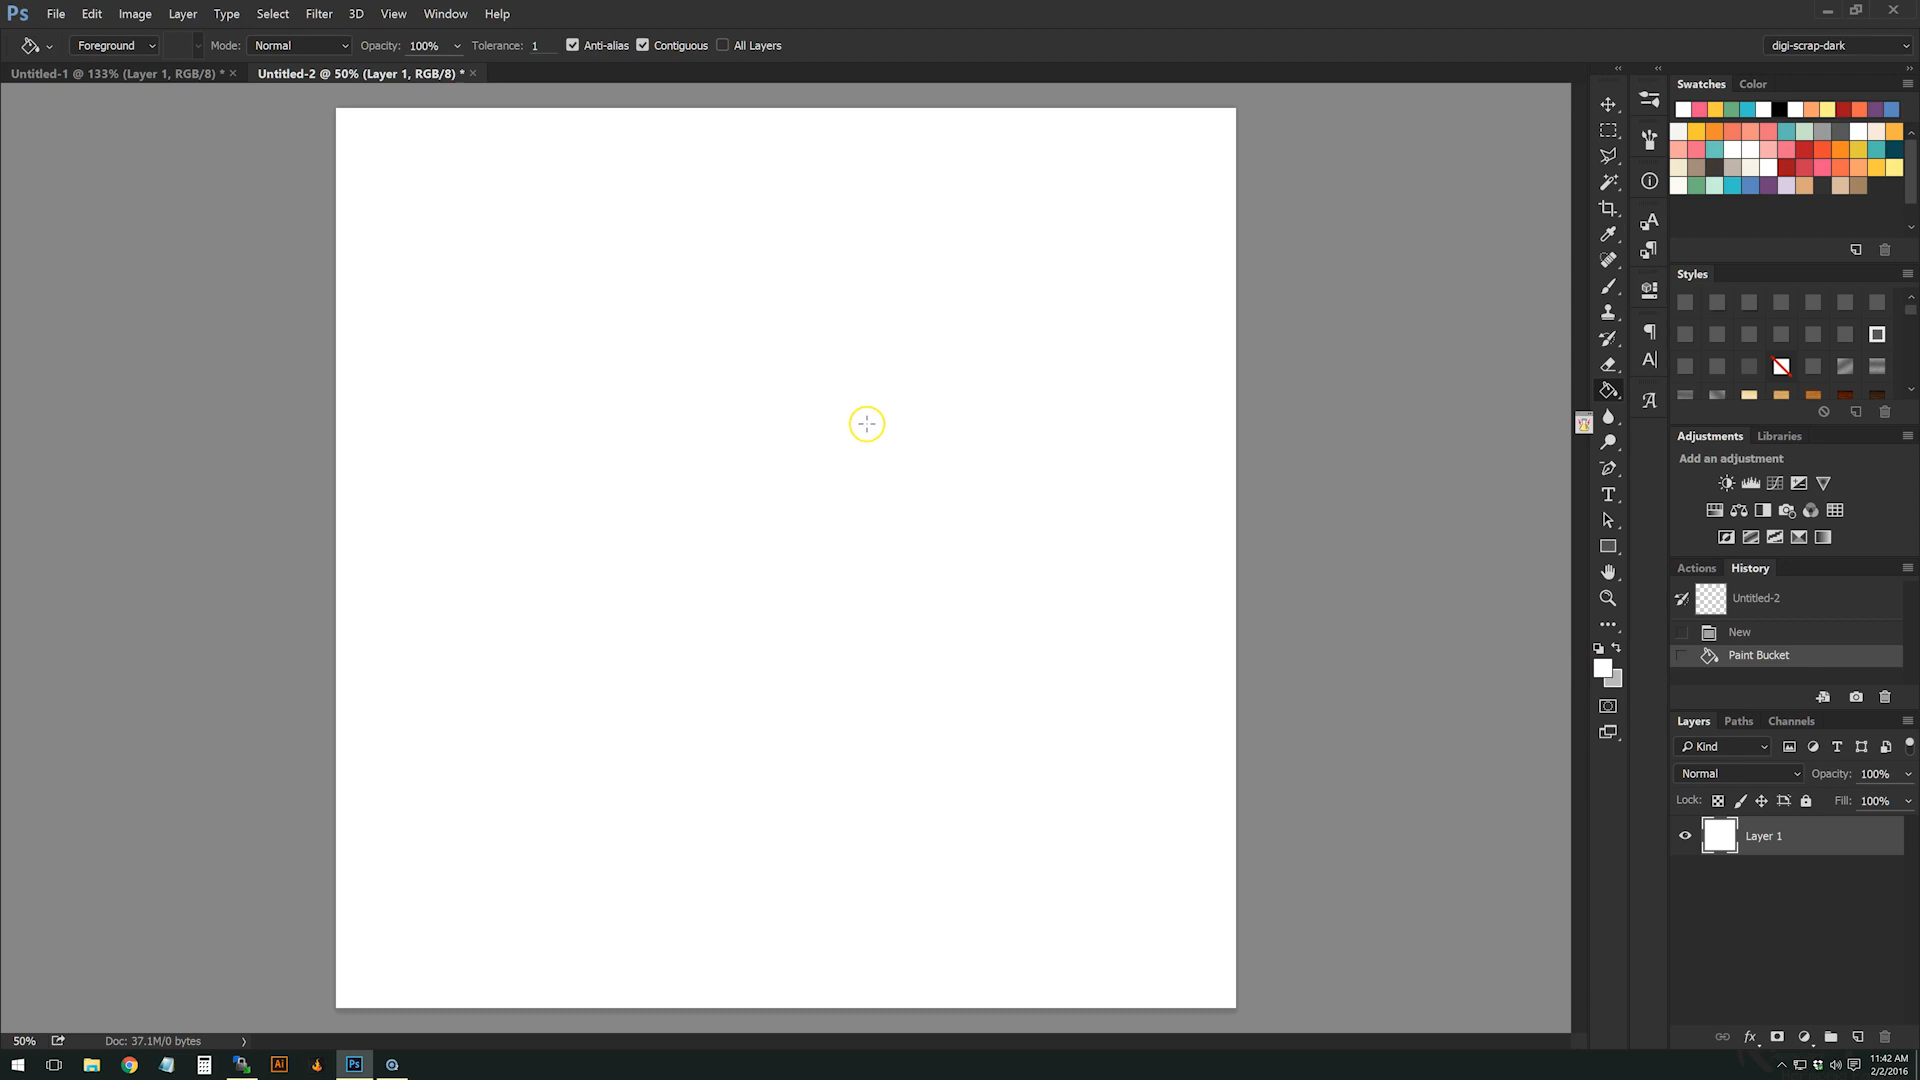 Ps File Edit Image Layer Type Select Filter 3D View Window Help
Foreground Mode: Normal Opacity: 100% Tolerance: 1 Anti-alias Contiguous All Layers digi-scrap-dark
Untitled-1 @ 133% (Layer 1, RGB/8) * × Untitled-2 @ 50% (Layer 1, RGB/8) * ×
Swatches Color
Styles
Adjustments Libraries
Add an adjustment
Actions History
Untitled-2
New
Paint Bucket
Layers Paths Channels
Kind
Normal Opacity: 100%
Lock: Fill: 100%
Layer 1
50% Doc: 37.1M/0 bytes
Ai Ps 11:42 AM
2/2/2016